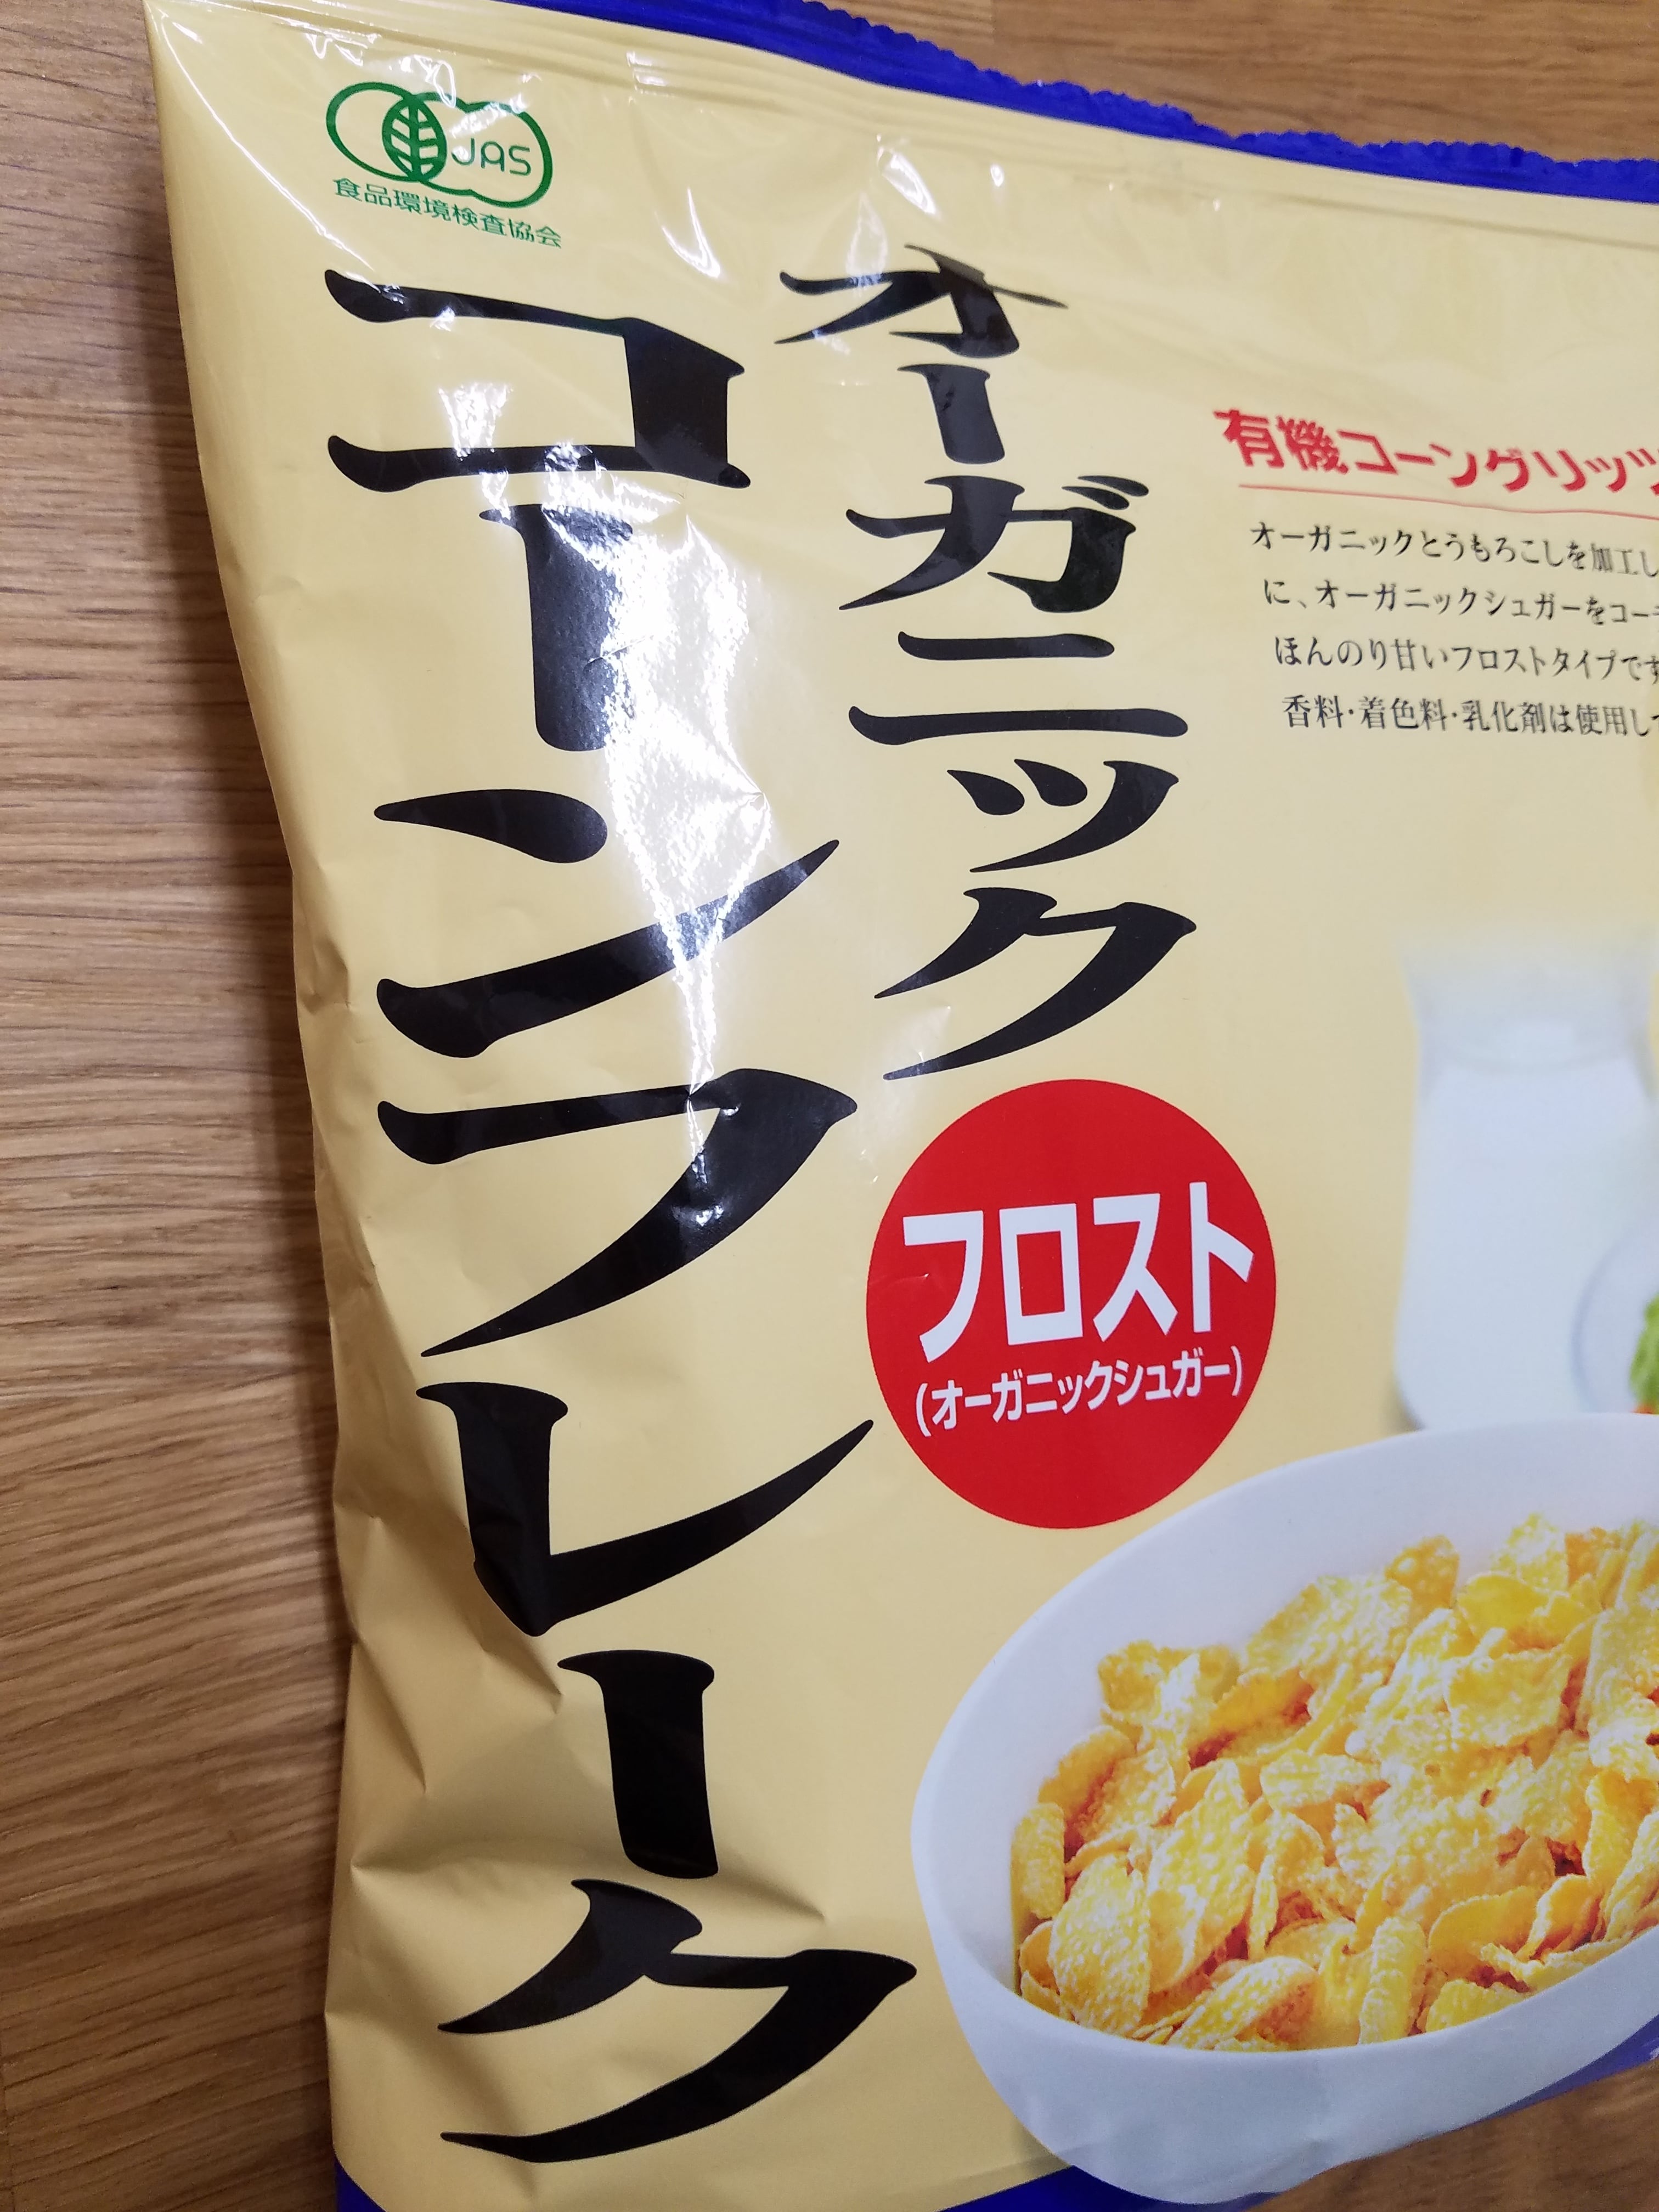 JAS
食品環境検査協会
オーガニック
コーンフレーク
有機コーングリッツ
オーガニックとうもろこしを加工し
に、オーガニックシュガーをコー
ほんのり甘いフロストタイプです
香料・着色料・乳化剤は使用して
フロスト
(オーガニックシュガー)